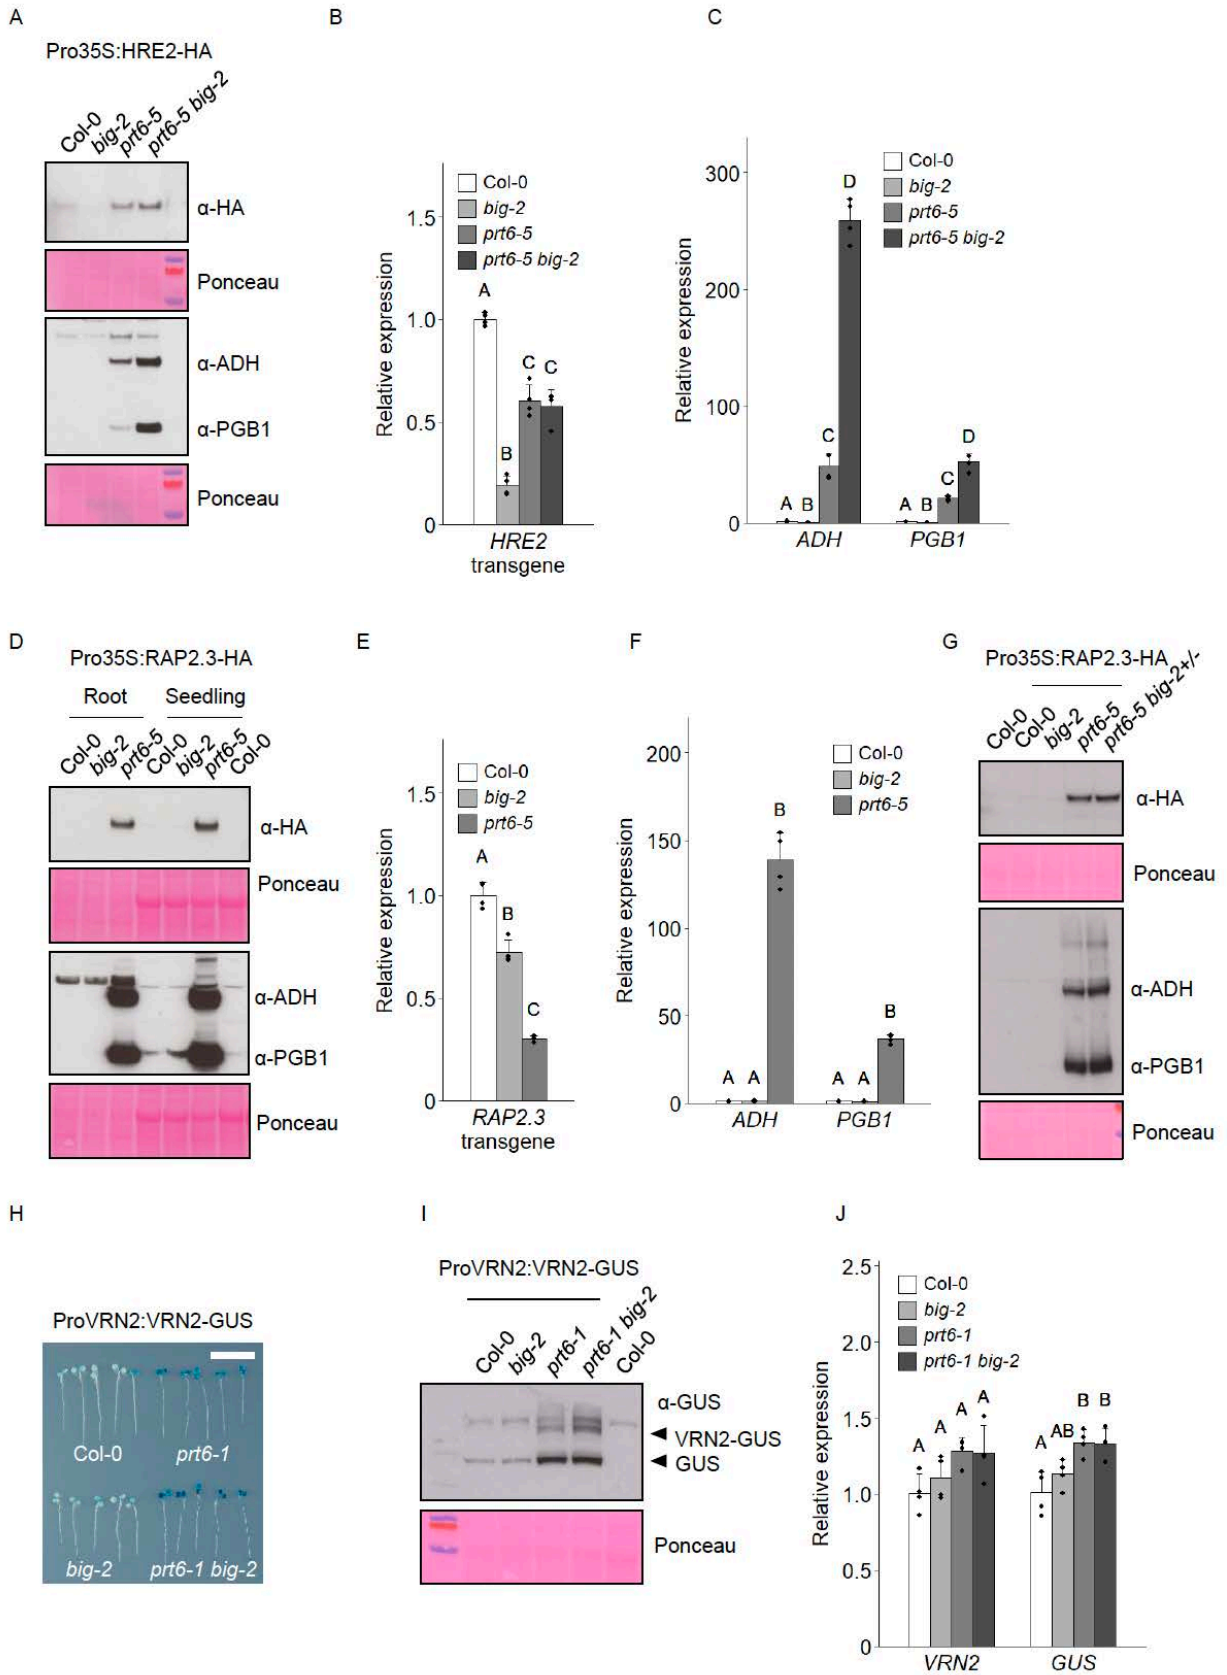 A
Pro35S:HRE2-HA
Col-0
big-2
prt6-5
prt6-5 big-2
α-HA
Ponceau
α-ADH
α-PGB1
Ponceau
B
Relative expression
1.5
1.0
0.5
0
Col-0
big-2
prt6-5
prt6-5 big-2
A
B
C
C
HRE2
transgene
C
Relative expression
300
200
100
0
Col-0
big-2
prt6-5
prt6-5 big-2
A B C D
A B C D
ADH
PGB1
D
Pro35S:RAP2.3-HA
Root
Seedling
Col-0
big-2
prt6-5
Col-0
big-2
prt6-5
Col-0
α-HA
Ponceau
α-ADH
α-PGB1
Ponceau
E
Relative expression
1.5
1.0
0.5
0
Col-0
big-2
prt6-5
A
B
C
RAP2.3
transgene
F
Relative expression
200
150
100
50
0
Col-0
big-2
prt6-5
A A B
A A B
ADH
PGB1
G
Pro35S:RAP2.3-HA
Col-0
Col-0
big-2
prt6-5
prt6-5 big-2+/-
α-HA
Ponceau
α-ADH
α-PGB1
Ponceau
H
ProVRN2:VRN2-GUS
Col-0
prt6-1
big-2
prt6-1 big-2
I
ProVRN2:VRN2-GUS
Col-0
big-2
prt6-1
prt6-1 big-2
Col-0
α-GUS
VRN2-GUS
GUS
Ponceau
J
Relative expression
2.5
2.0
1.5
1.0
0.5
0
Col-0
big-2
prt6-1
prt6-1 big-2
A A A A
A AB B B
VRN2
GUS